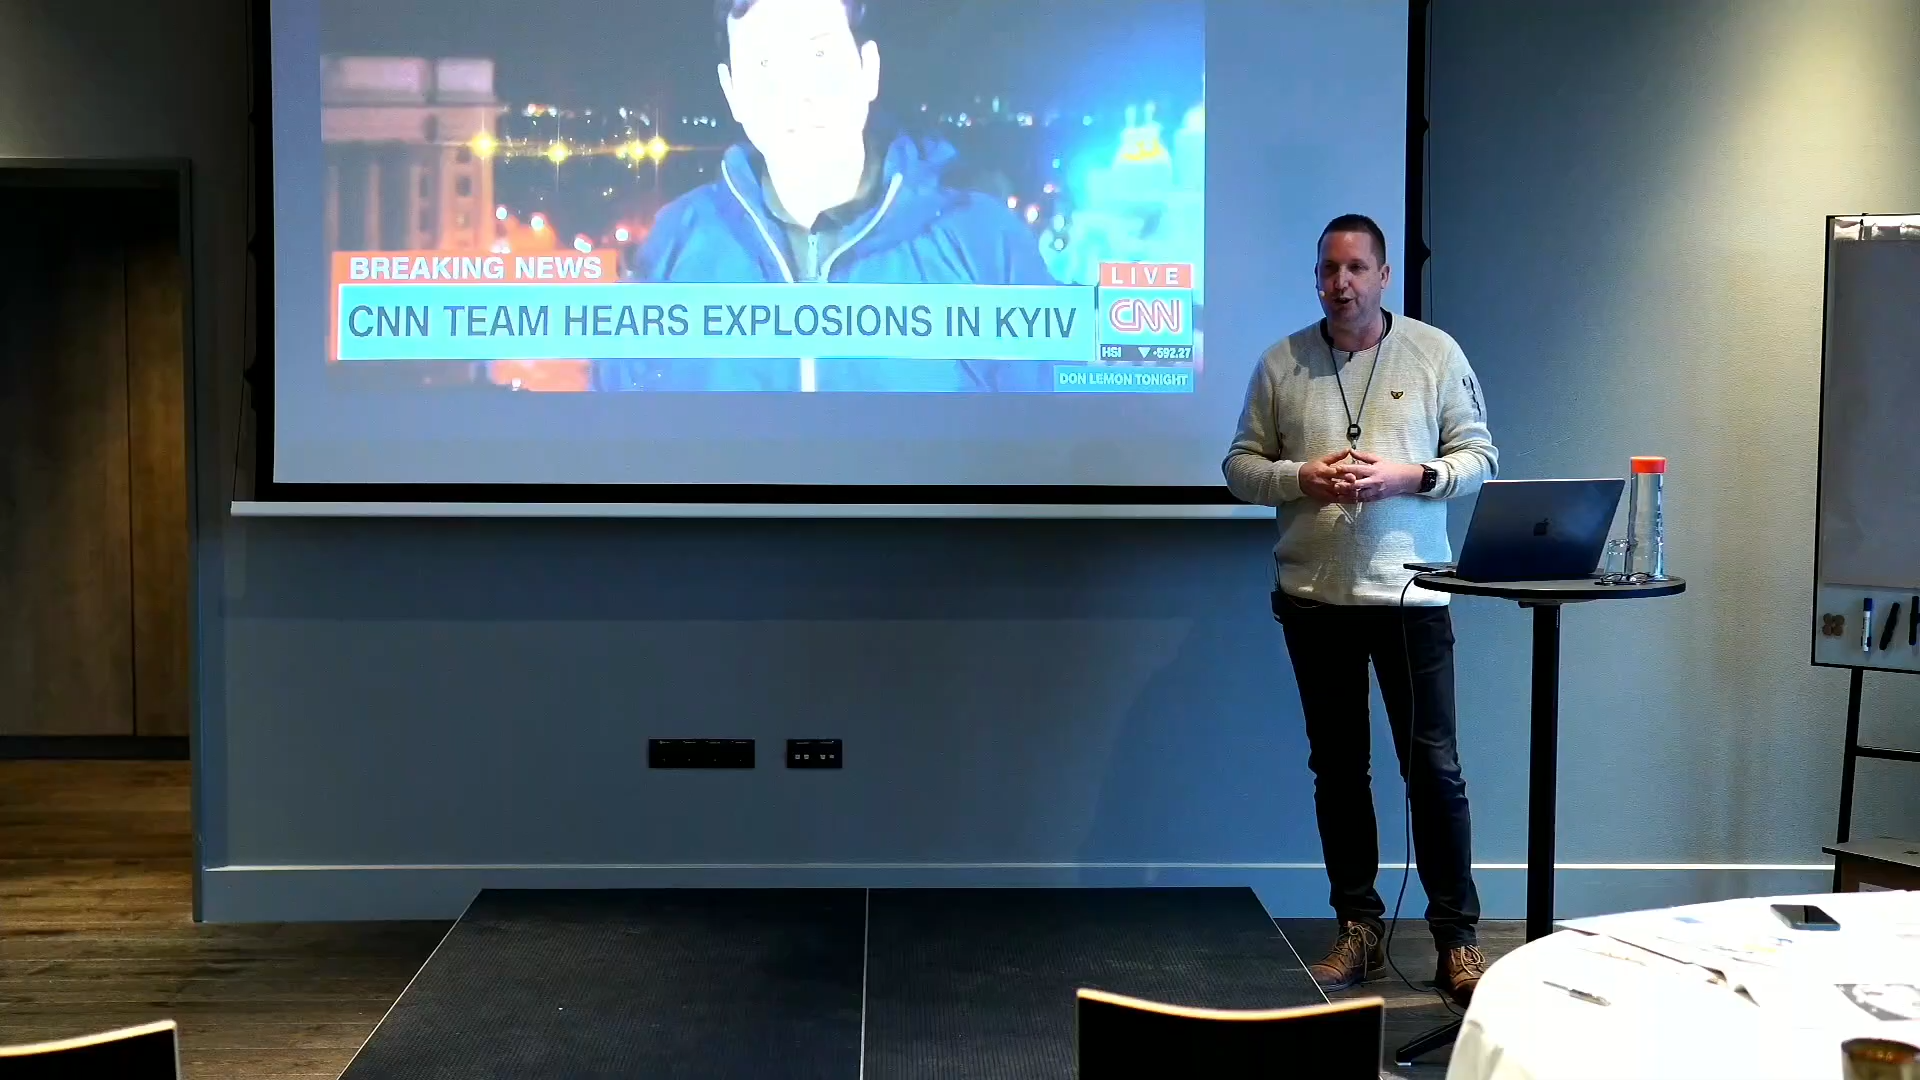 BREAKING NEWS
CNN TEAM HEARS EXPLOSIONS IN KYIV
LIVE
CNN
HSI ▼ -592.27
DON LEMON TONIGHT